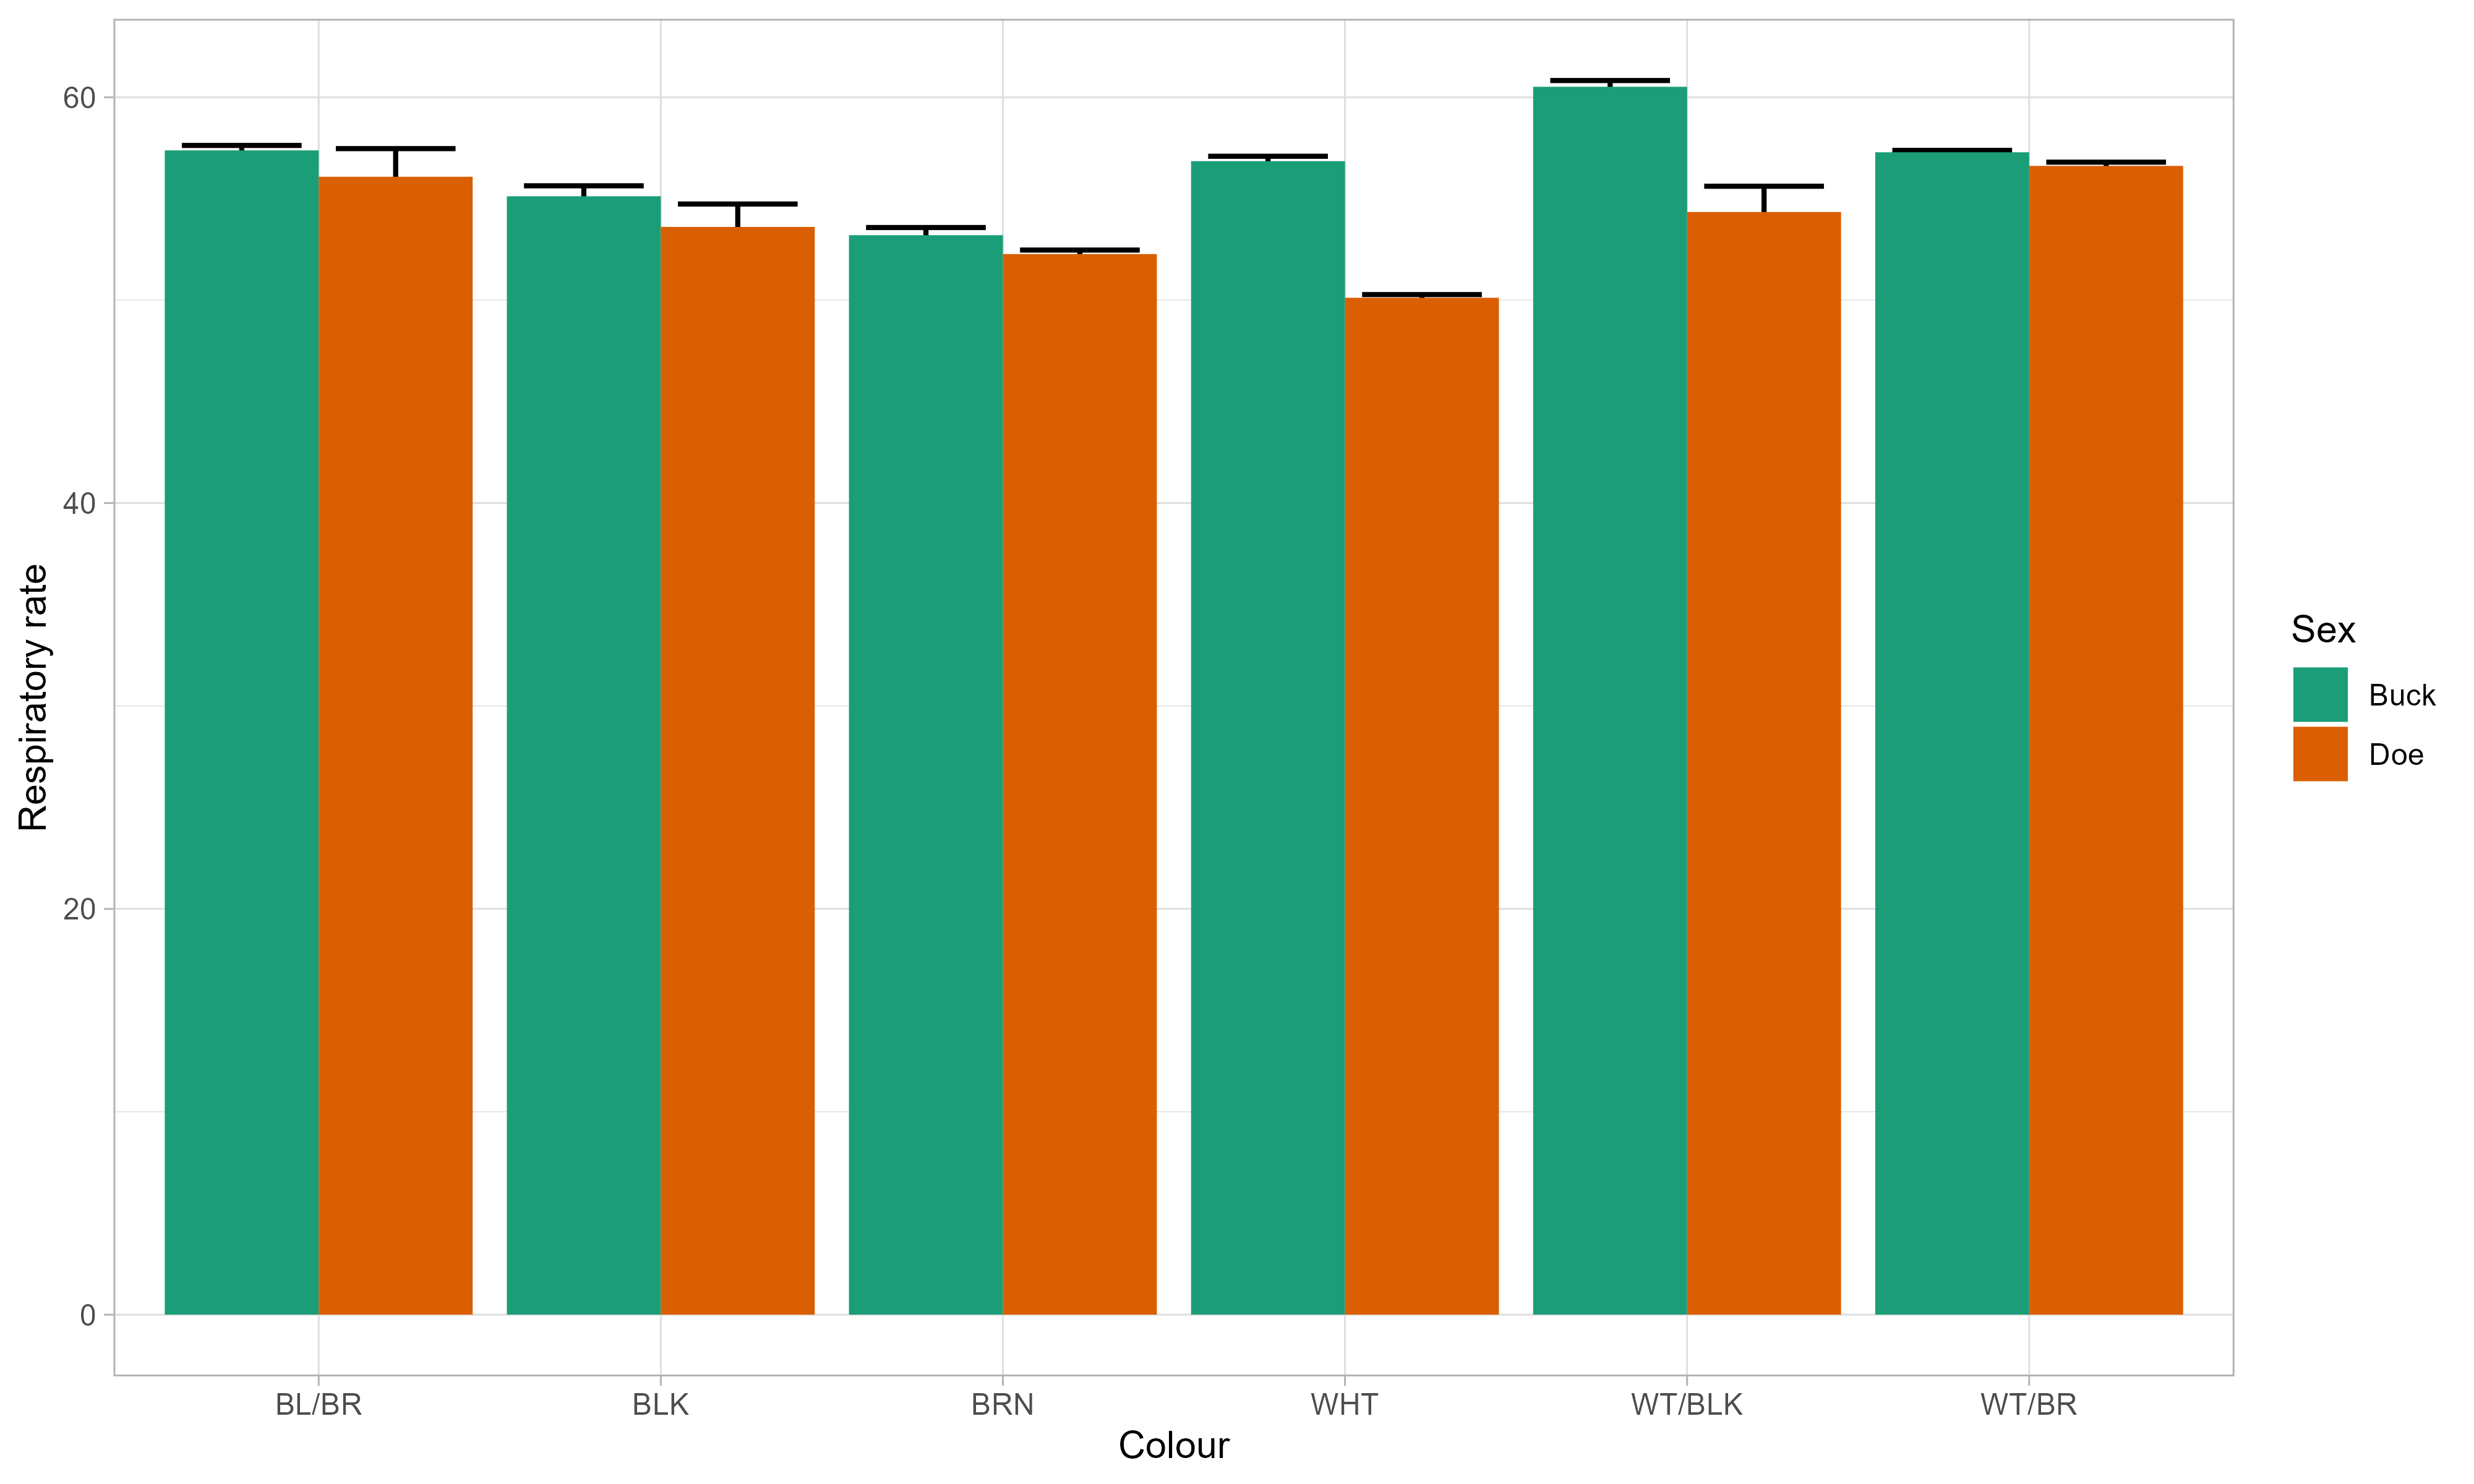 60
40
20
0
Respiratory rate
BL/BR
BLK
BRN
WHT
WT/BLK
WT/BR
Colour
Sex
Buck
Doe